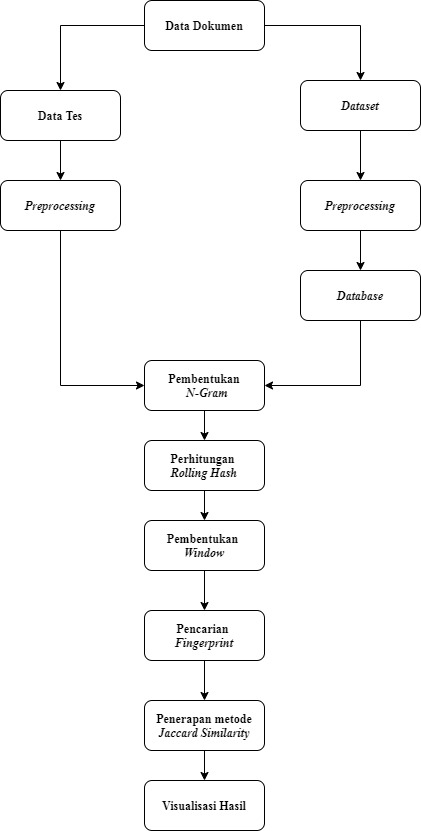 Data Dokumen
Data Tes
Dataset
Preprocessing
Preprocessing
Database
Pembentukan
N-Gram
Perhitungan
Rolling Hash
Pembentukan
Window
Pencarian
Fingerprint
Penerapan metode
Jaccard Similarity
Visualisasi Hasil